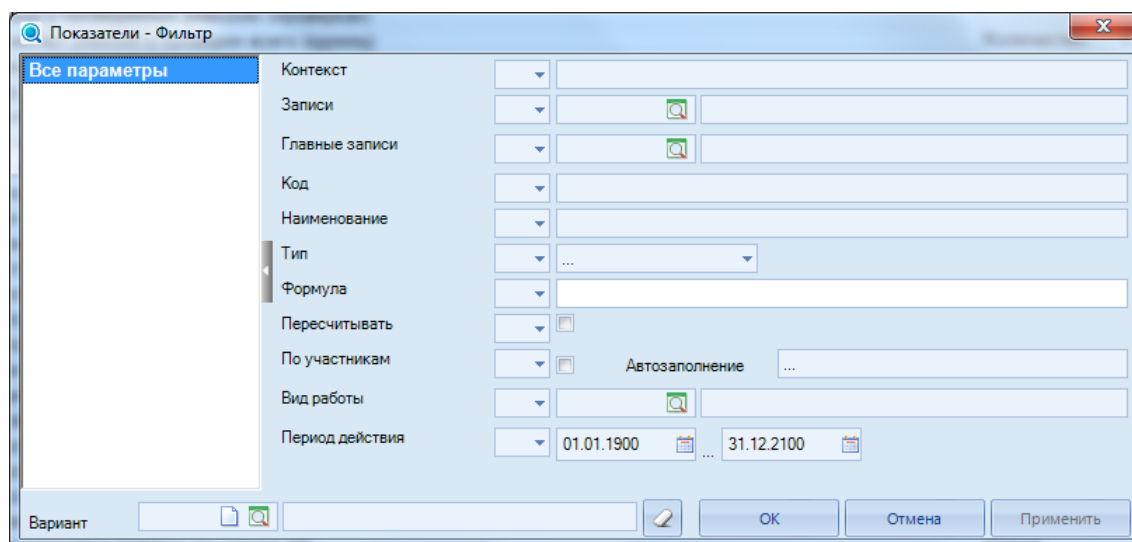 Показатели - Фильтр
Все параметры
Контекст
Записи
Главные записи
Код
Наименование
Тип ...
Формула
Пересчитывать
По участникам Автозаполнение ...
Вид работы
Период действия 01.01.1900 ... 31.12.2100
Вариант ОК Отмена Применить